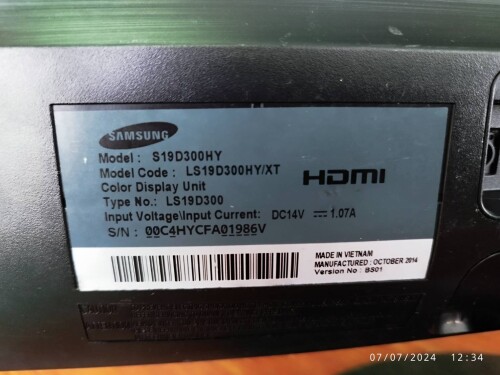 SAMSUNG
Model : S19D300HY
Model Code : LS19D300HY/XT
Color Display Unit
Type No.: LS19D300
Input Voltage/Input Current: DC14V ⎓ 1.07A
S/N : 00C4HYCFA01986V
HDMI
MADE IN VIETNAM
MANUFACTURED : OCTOBER 2014
Version No : BS01
07/07/2024 12:34